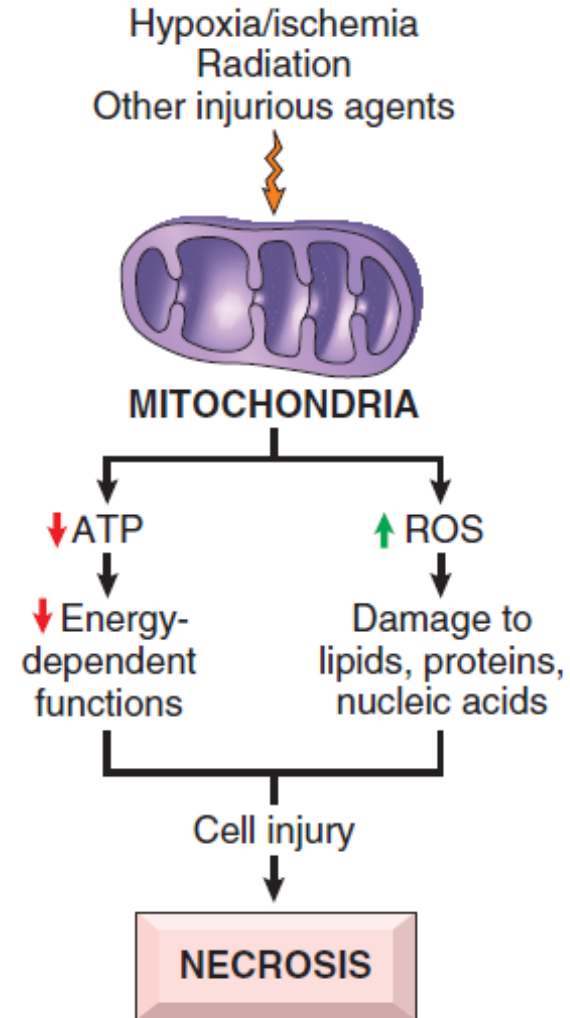 Hypoxia/ischemia
Radiation
Other injurious agents
MITOCHONDRIA
ATP
ROS
Energy-
dependent
functions
Damage to
lipids, proteins,
nucleic acids
Cell injury
NECROSIS